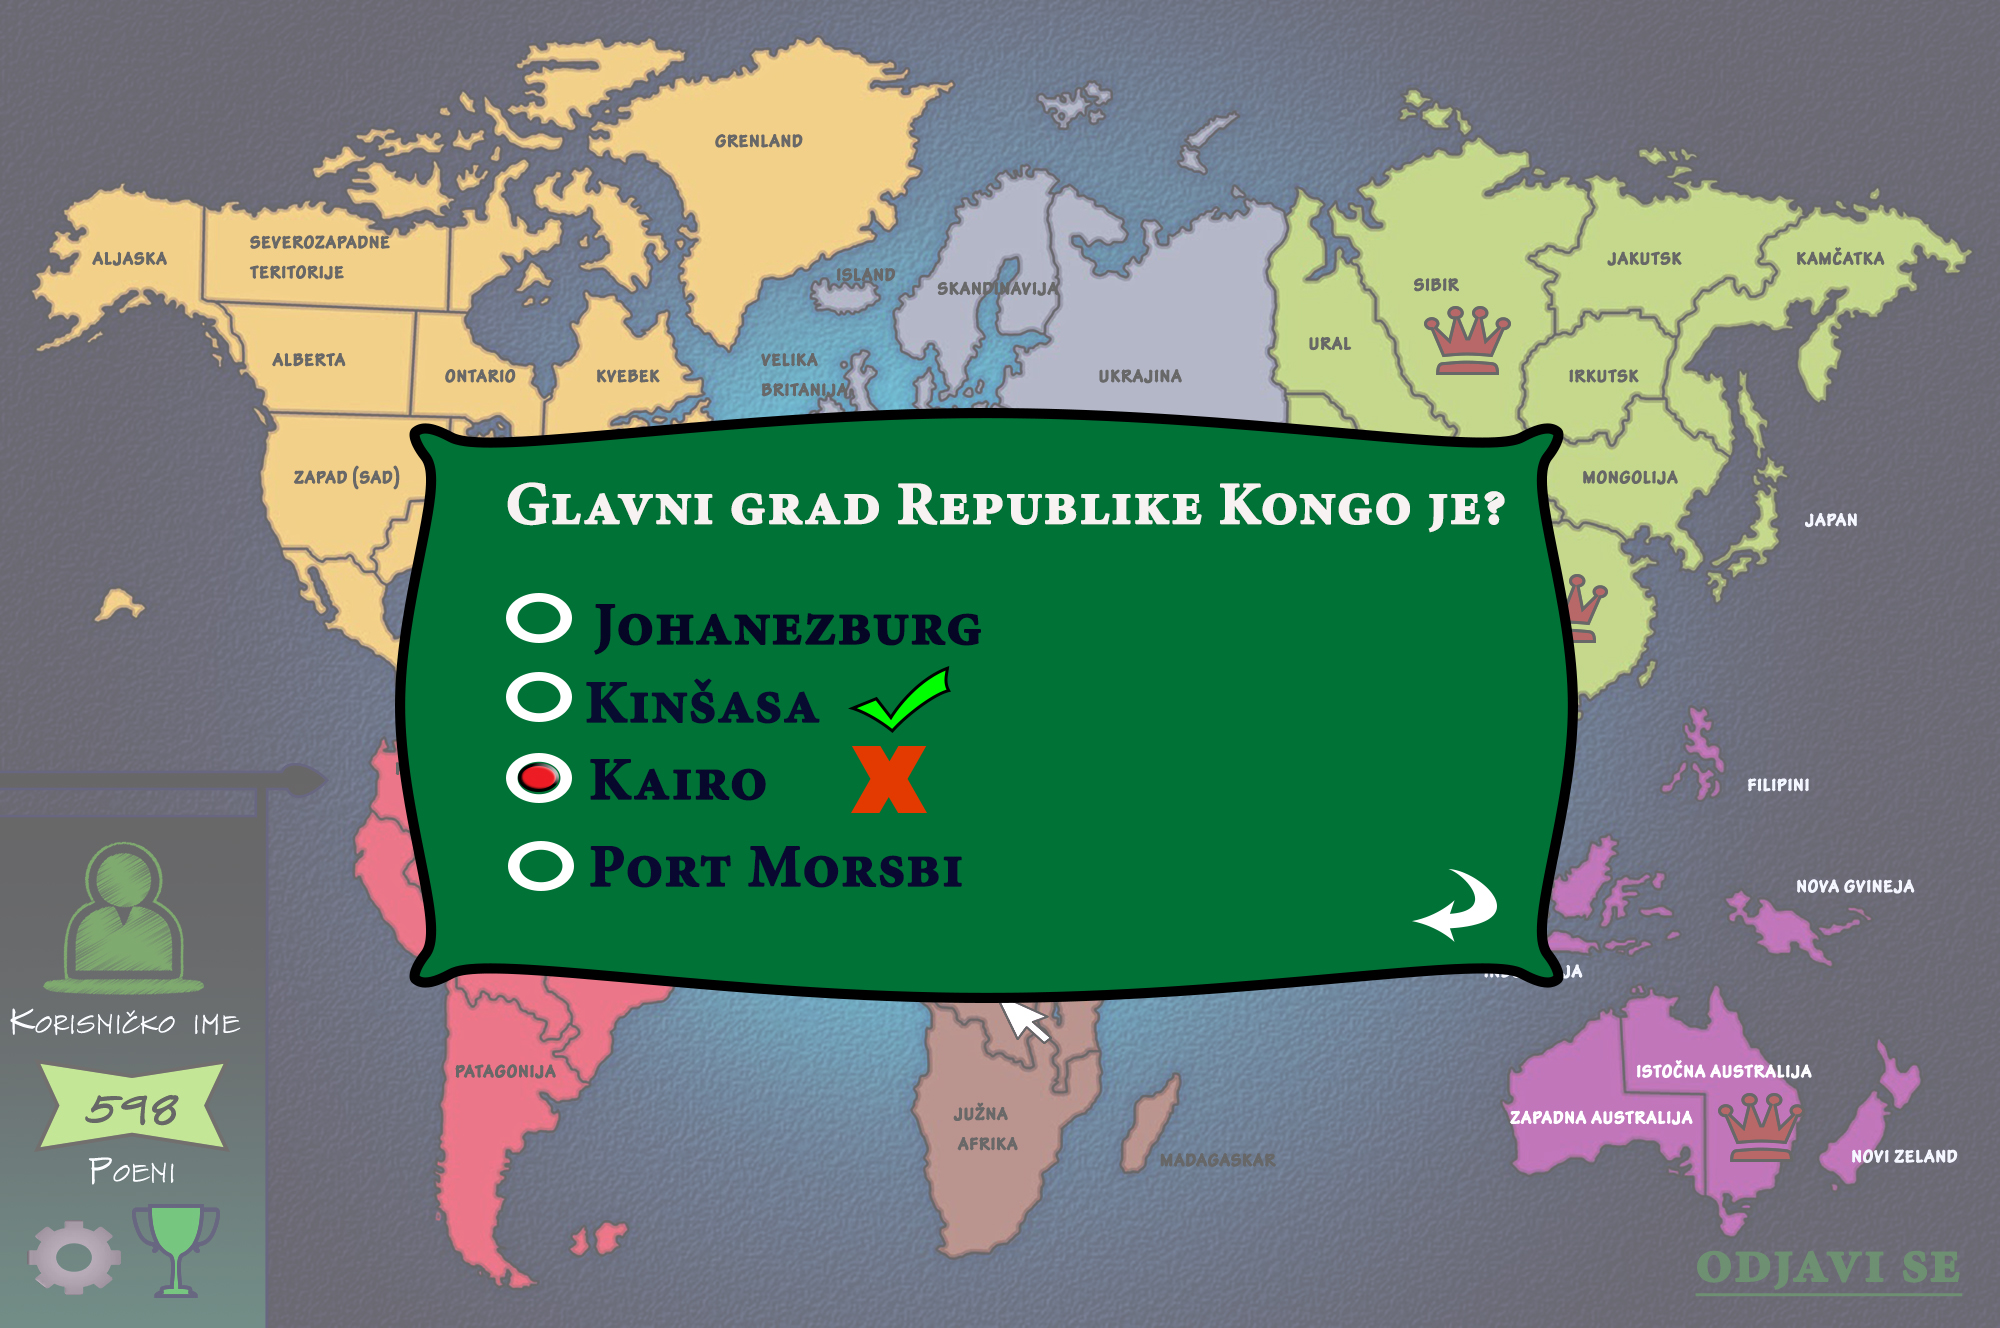 GRENLAND
SEVEROZAPADNE
TERITORIJE
ALJASKA
ISLAND
SKANDINAVIJA
JAKUTSK
KAMČATKA
SIBIR
URAL
ALBERTA
ONTARIO
KVEBEK
VELIKA
BRITANIJA
UKRAJINA
IRKUTSK
ZAPAD (SAD)
MONGOLIJA
JAPAN
Glavni grad Republike Kongo je?
Johanezburg
Kinšasa
Kairo
X
Port Morsbi
FILIPINI
NOVA GVINEJA
Korisničko ime
598
Poeni
PATAGONIJA
JUŽNA
AFRIKA
MADAGASKAR
ISTOČNA AUSTRALIJA
ZAPADNA AUSTRALIJA
NOVI ZELAND
ODJAVI SE